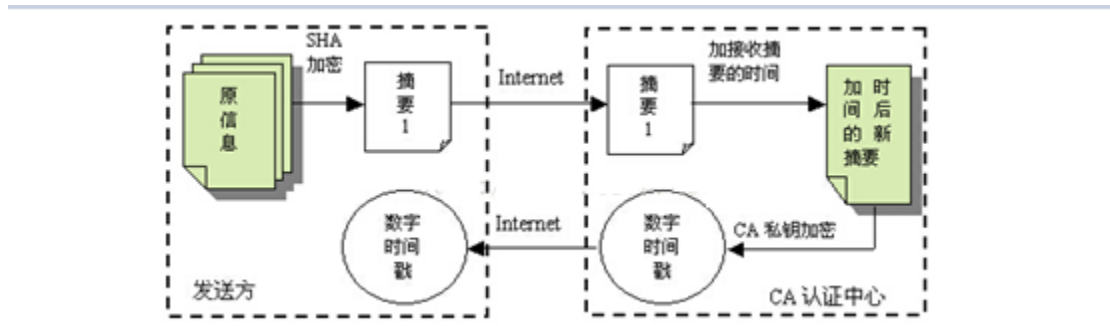 SHA
加密
原
信
息
摘
要
1
Internet
摘
要
1
加接收摘
要的时间
加 时
间 后
的 新
摘要
数字
时间
戳
Internet
数字
时间
戳
CA 私钥加密
发送方
CA 认证中心